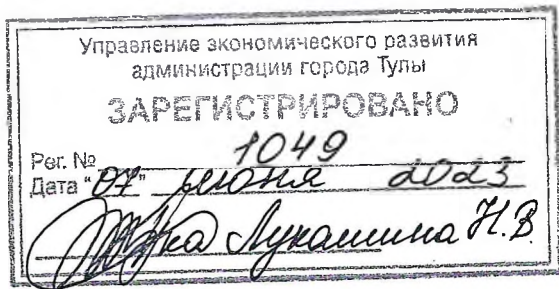 Управление экономического развития
администрации города Тулы
ЗАРЕГИСТРИРОВАНО
Рег. № 1049
Дата "07" июня 2023
Лукашина Н.В.